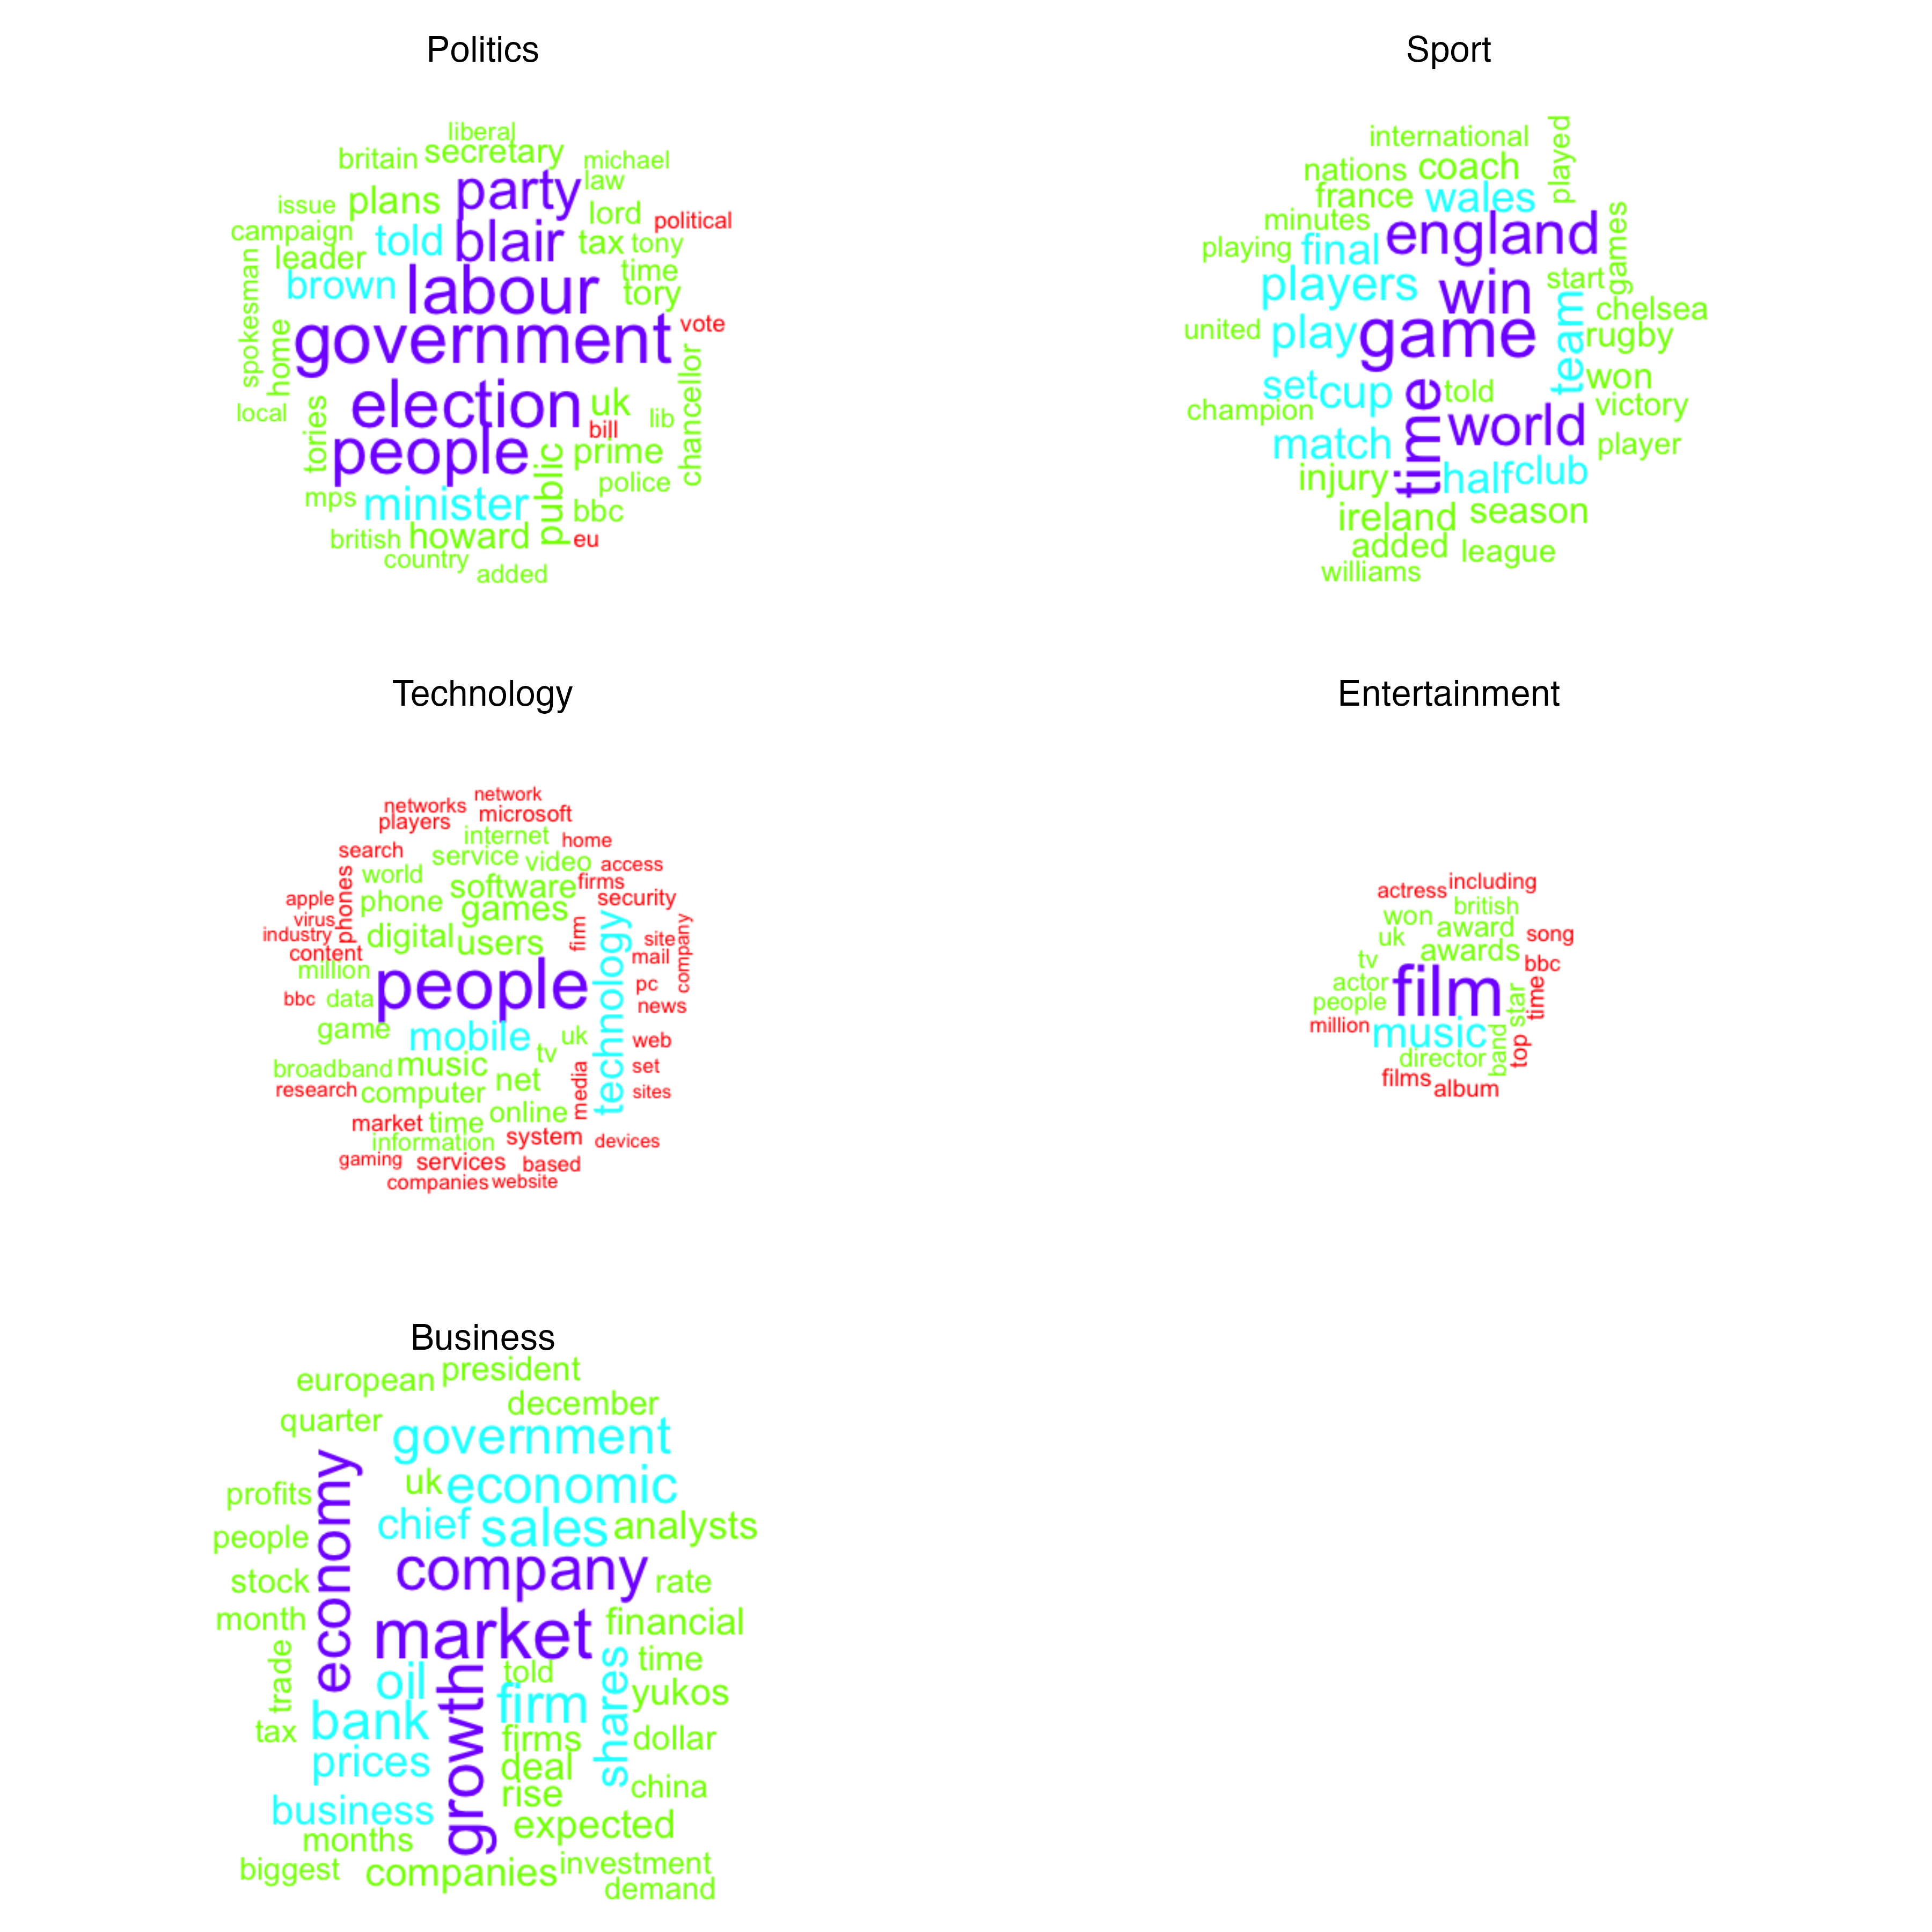 Politics
liberal
britain secretary michael
law
party
issue plans lord political
campaign told blair tax tony
leader time
brown labour tory
spokesman home government vote
chancellor
local election uk lib
tories bill
people public prime
police
mps minister bbc
british howard eu
country added
Sport
international played
nations coach
france wales
minutes england games
playing final
players win start
team chelsea
united play game rugby
set cup told won
champion time world victory
match player
injury half club
ireland season
added league
williams
Technology
network
networks microsoft
players internet home
search service video access
world software firms
apple phones phone games security
virus
industry digital users firm technology site company
content mail
million people pc
bbc data news
game mobile uk web
tv
broadband music set
research computer net media sites
market time online
information system devices
gaming services based
companies website
Entertainment
actress including
won british
uk award song
awards
tv film bbc
actor star time
people
million music
director band top
films album
Business
european president
december
quarter government
economy uk economic
profits chief sales analysts
people
stock company rate
month market financial
trade told shares time
oil growth firm yukos
tax bank firms dollar
prices deal china
rise
business expected
months
biggest companies investment
demand